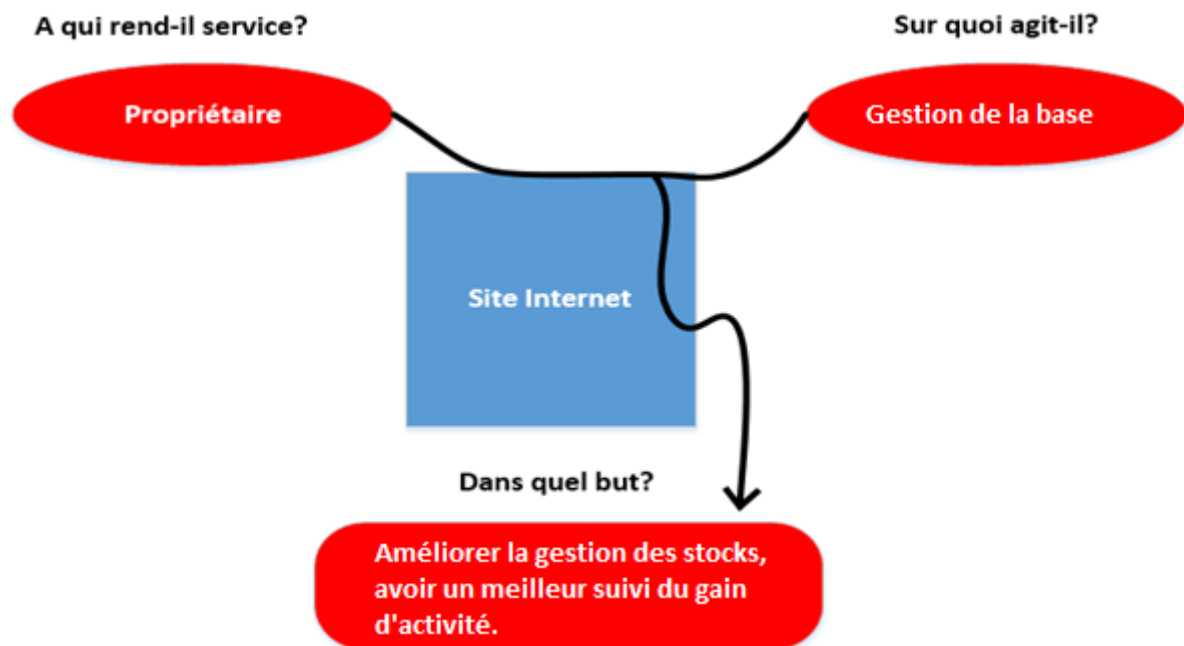 A qui rend-il service?
Sur quoi agit-il?
Propriétaire
Gestion de la base
Site Internet
Dans quel but?
Améliorer la gestion des stocks,
avoir un meilleur suivi du gain
d'activité.